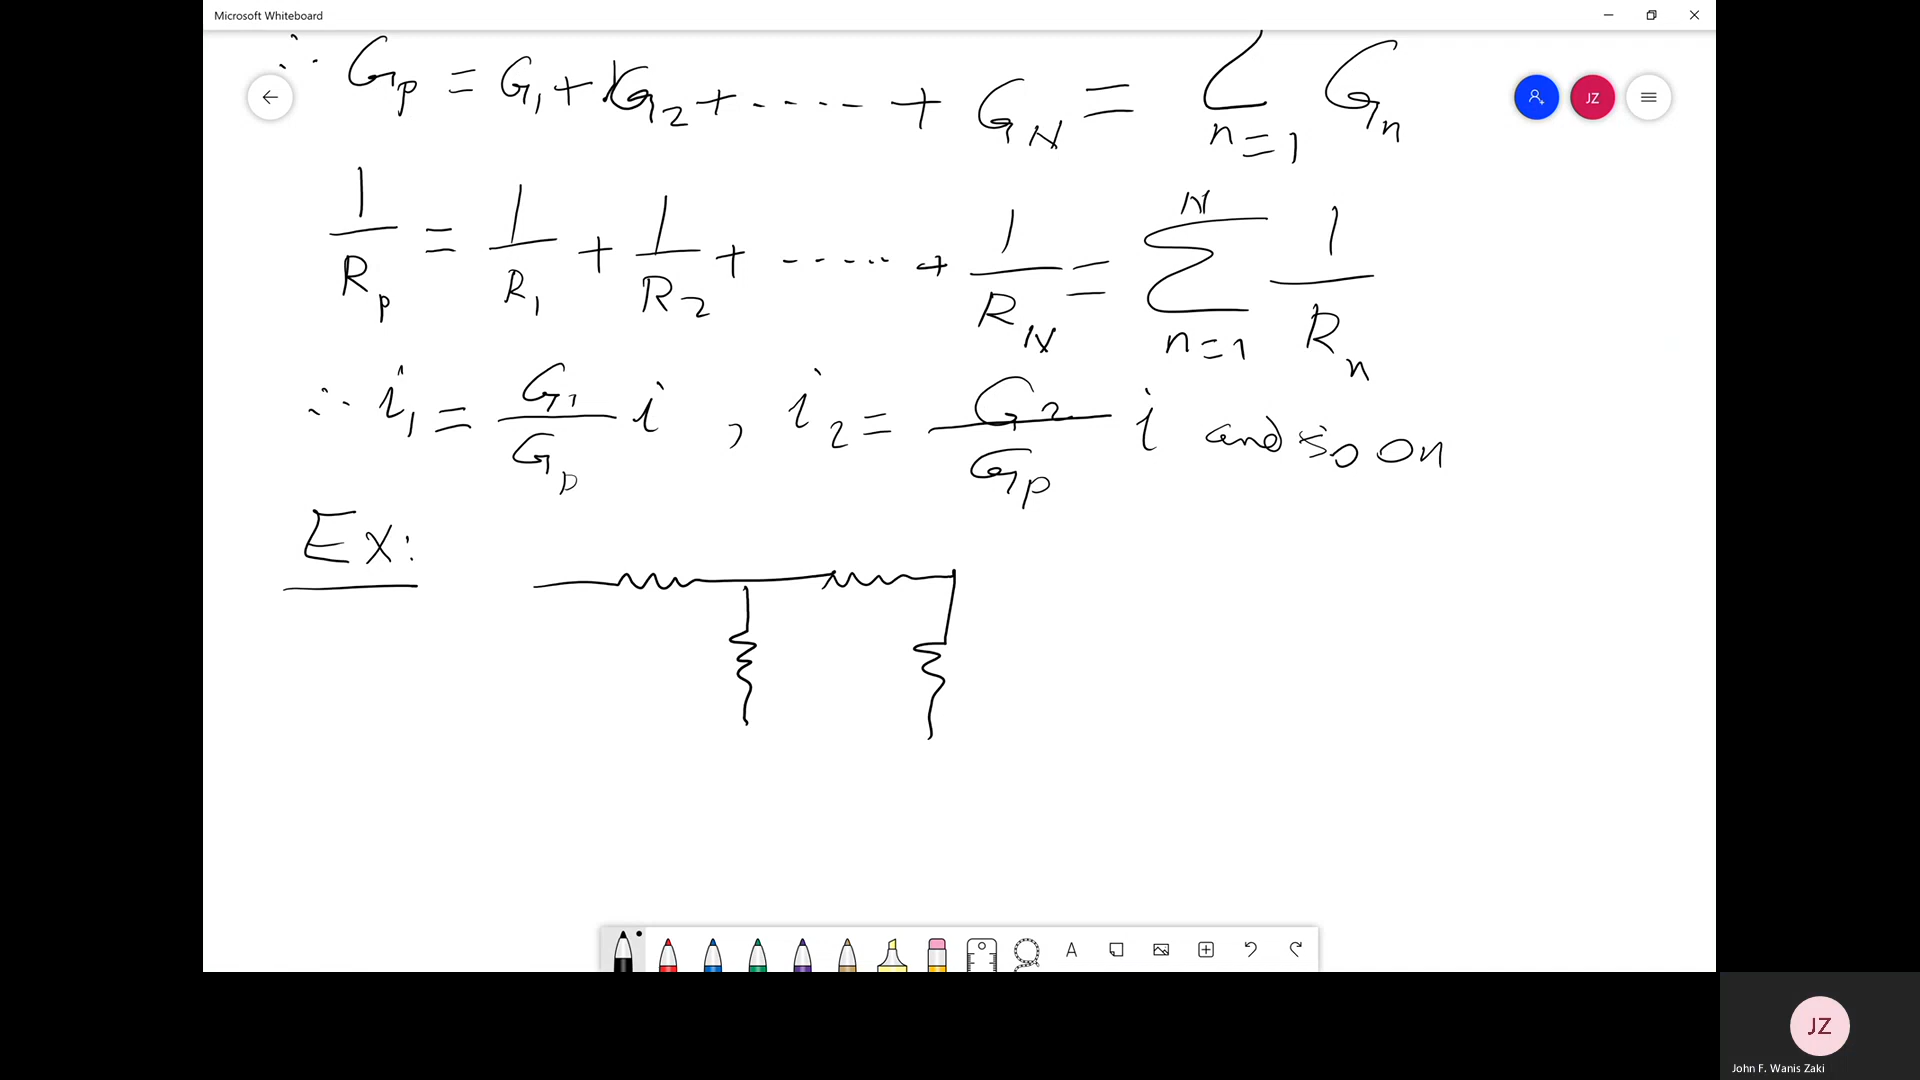 Microsoft Whiteboard
∴ Gp = G1 + G2 + ---- + GN = Σ n=1 Gn
JZ
1/Rp = 1/R1 + 1/R2 + ----- + 1/RN = Σ N n=1 1/Rn
∴ i1 = G1/Gp i , i2 = G2/Gp i and so on
Ex:
A
JZ
John F. Wanis Zaki